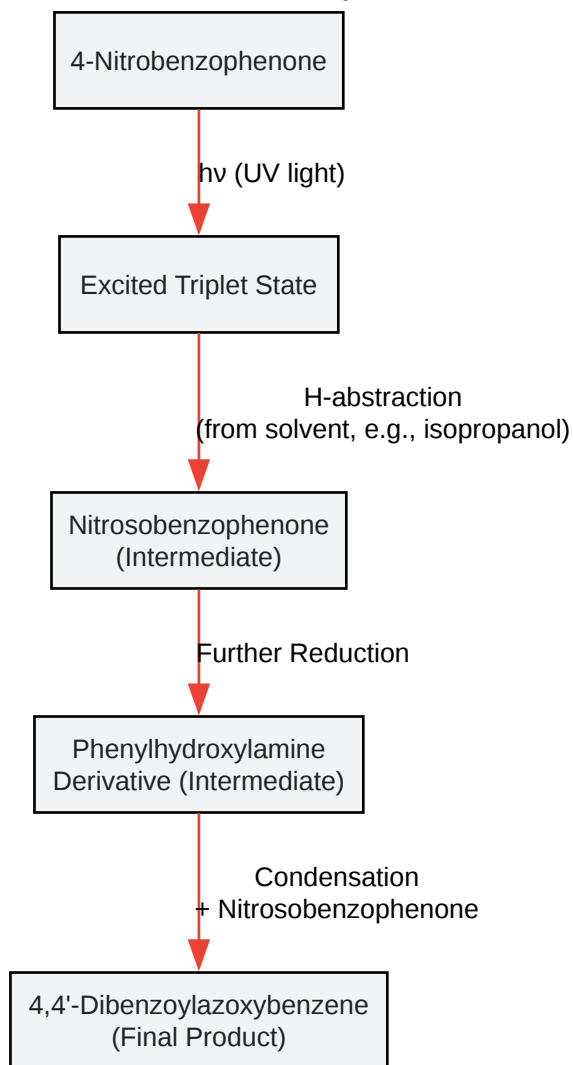 4-Nitrobenzophenone
hν (UV light)
Excited Triplet State
H-abstraction
(from solvent, e.g., isopropanol)
Nitrosobenzophenone
(Intermediate)
Further Reduction
Phenylhydroxylamine
Derivative (Intermediate)
Condensation
+ Nitrosobenzophenone
4,4'-Dibenzoylazoxybenzene
(Final Product)